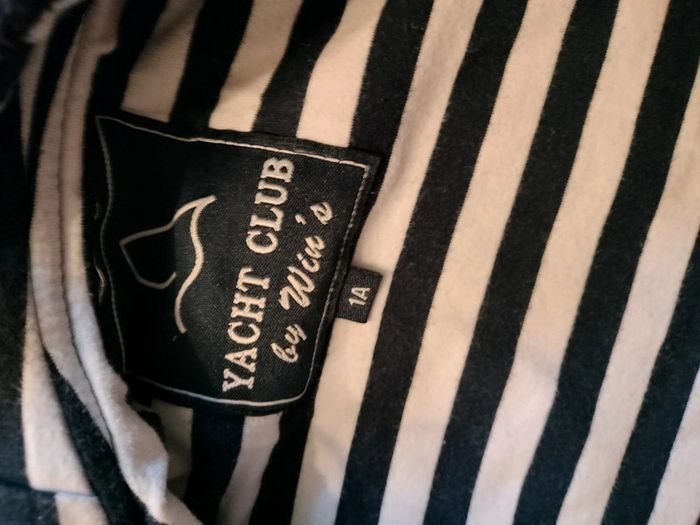 YACHT CLUB
by Win's
1A